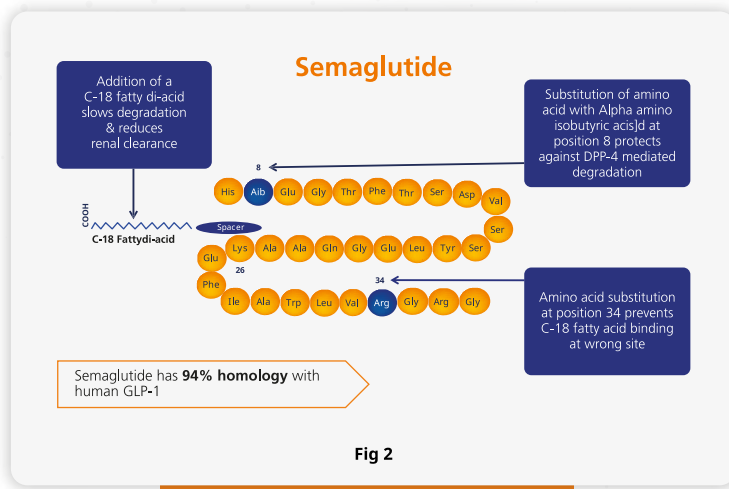 Semaglutide
Addition of a
C-18 fatty di-acid
slows degradation
& reduces
renal clearance
Substitution of amino
acid with Alpha amino
isobutyric acis]d at
position 8 protects
against DPP-4 mediated
degradation
8
His Aib Glu Gly Thr Phe Thr Ser Asp Val
Ser
COOH
C-18 Fattydi-acid
Spacer
Glu Lys Ala Ala Gln Gly Glu Leu Tyr Ser
26
34
Phe
Ile Ala Trp Leu Val Arg Gly Arg Gly
Amino acid substitution
at position 34 prevents
C-18 fatty acid binding
at wrong site
Semaglutide has 94% homology with
human GLP-1
Fig 2